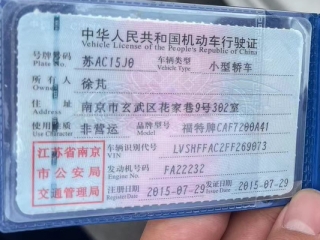 中华人民共和国机动车行驶证
Vehicle License of the People's Republic of China
号牌号码 Plate No. 苏AC15J0 车辆类型 小型轿车
所有人 Owner 徐芃
住址 Address 南京市玄武区花家巷9号302室
使用性质 Use Character 非营运 品牌型号 Model 福特牌CAF7200A41
江苏省南京
市公安局
交通管理局
车辆识别代号 VIN LVSHFFAC2FF269073
发动机号码 Engine No. FA22232
注册日期 2015-07-29 发证日期 2015-07-29